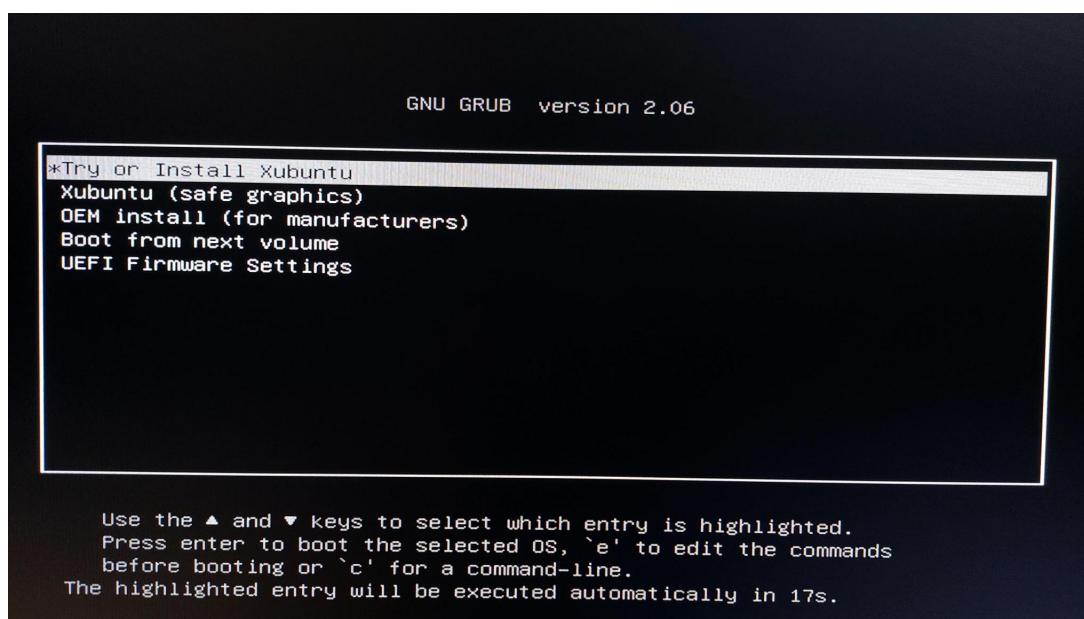 GNU GRUB version 2.06
*Try or Install Xubuntu
Xubuntu (safe graphics)
OEM install (for manufacturers)
Boot from next volume
UEFI Firmware Settings
Use the ▲ and ▼ keys to select which entry is highlighted.
Press enter to boot the selected OS, `e' to edit the commands
before booting or `c' for a command-line.
The highlighted entry will be executed automatically in 17s.